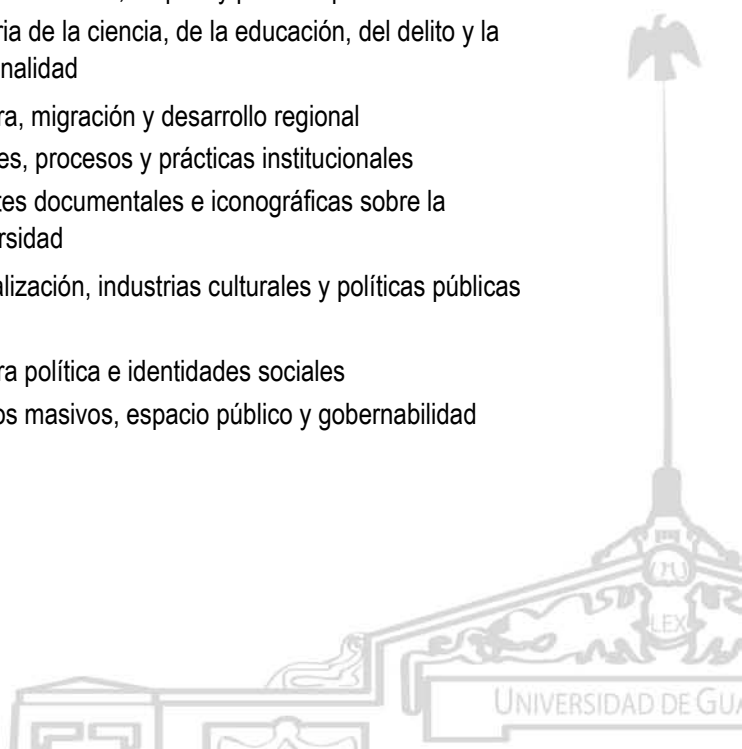 ria de la ciencia, de la educación, del delito y la
nalidad
ra, migración y desarrollo regional
es, procesos y prácticas institucionales
tes documentales e iconográficas sobre la
rsidad
alización, industrias culturales y políticas públicas
ra política e identidades sociales
os masivos, espacio público y gobernabilidad
LEX
UNIVERSIDAD DE GUA